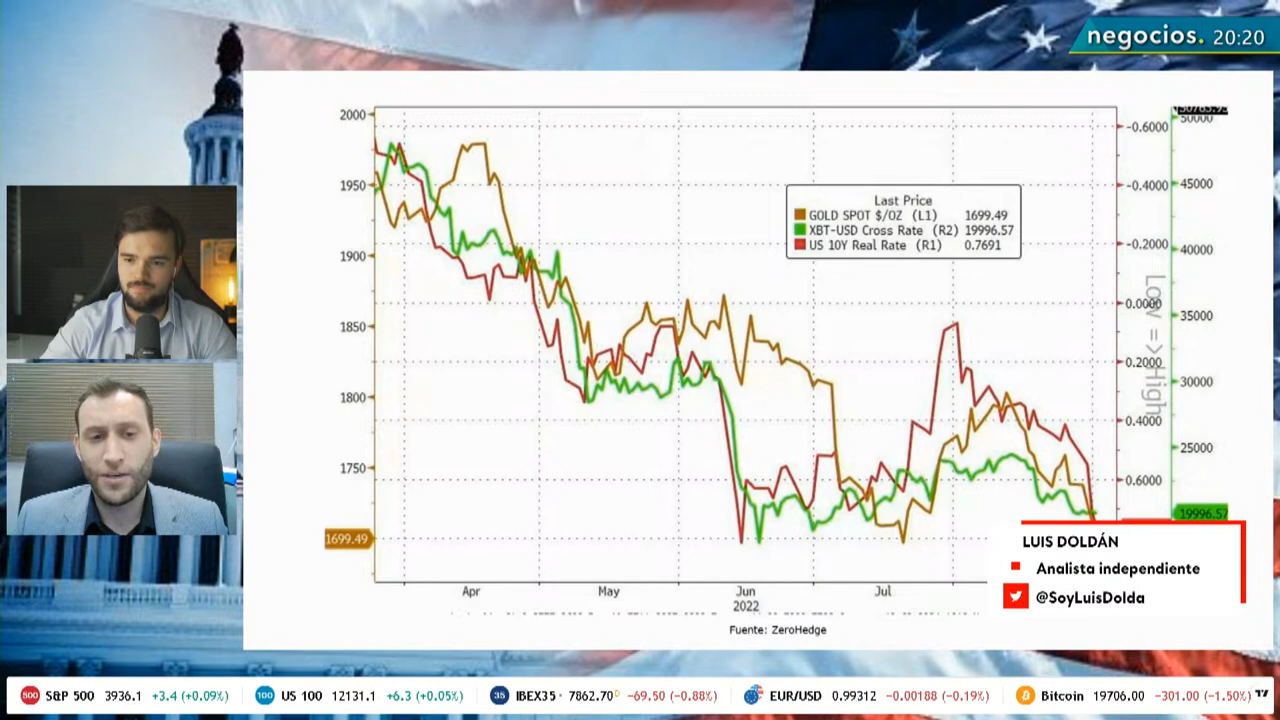 negocios. 20:20
2000
1950
1900
1850
1800
1750
1699.49
-0.6000
-0.4000
-0.2000
0.0000
0.2000
0.4000
0.6000
50000
45000
40000
35000
30000
25000
19996.57
Low => High
Last Price
GOLD SPOT $/OZ (L1) 1699.49
XBT-USD Cross Rate (R2) 19996.57
US 10Y Real Rate (R1) 0.7691
Apr May Jun Jul
2022
Fuente: ZeroHedge
LUIS DOLDÁN
Analista independiente
@SoyLuisDolda
500 S&P 500 3936.1 +3.4 (+0.09%) 100 US 100 12131.1 +6.3 (+0.05%) 35 IBEX35 7862.70 −69.50 (−0.88%) EUR/USD 0.99312 −0.00188 (−0.19%) Bitcoin 19706.00 −301.00 (−1.50%)